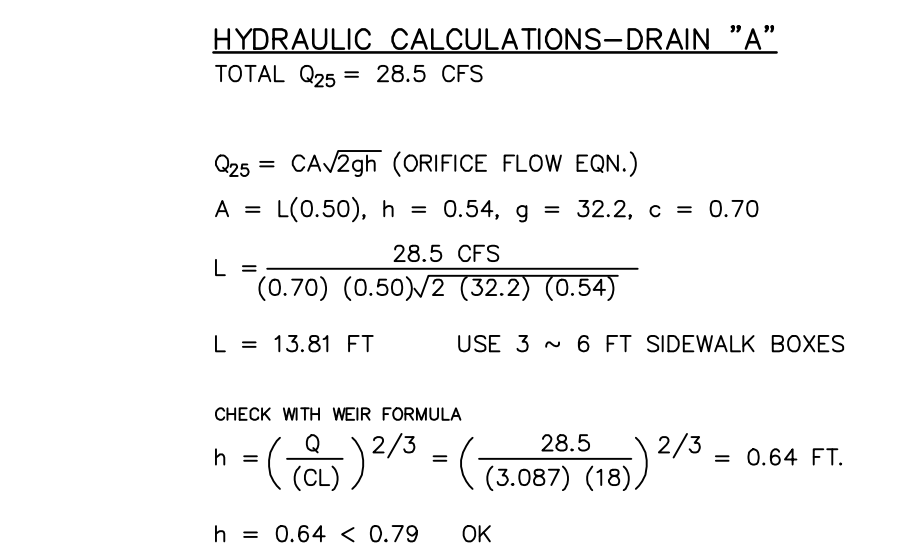 HYDRAULIC CALCULATIONS–DRAIN "A"
TOTAL Q25 = 28.5 CFS
Q25 = CA√2gh (ORIFICE FLOW EQN.)
A = L(0.50), h = 0.54, g = 32.2, c = 0.70
L = 28.5 CFS / (0.70) (0.50)√2 (32.2) (0.54)
L = 13.81 FT USE 3 ~ 6 FT SIDEWALK BOXES
CHECK WITH WEIR FORMULA
h = (Q / (CL))^2/3 = (28.5 / (3.087) (18))^2/3 = 0.64 FT.
h = 0.64 < 0.79 OK